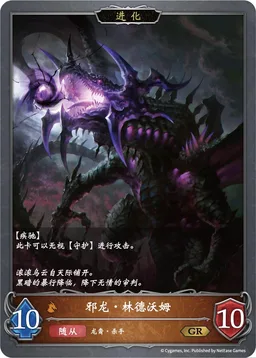 进化
【疾驰】
此卡可以无视【守护】进行攻击。
滚滚乌云自天际铺开。
黑暗的暴行降临，降下无情的审判。
邪龙·林德沃姆
10
随从
龙裔·杀手
GR
10
© Cygames, Inc. Published by NetEase Games